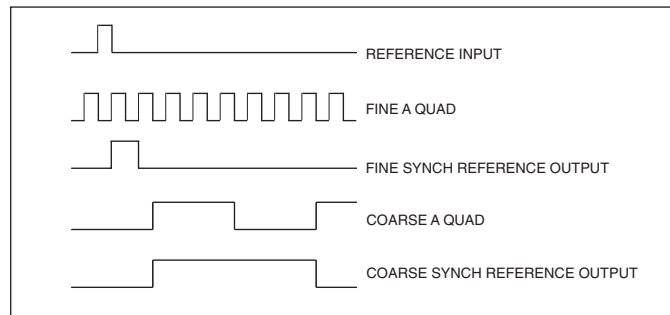 REFERENCE INPUT
FINE A QUAD
FINE SYNCH REFERENCE OUTPUT
COARSE A QUAD
COARSE SYNCH REFERENCE OUTPUT